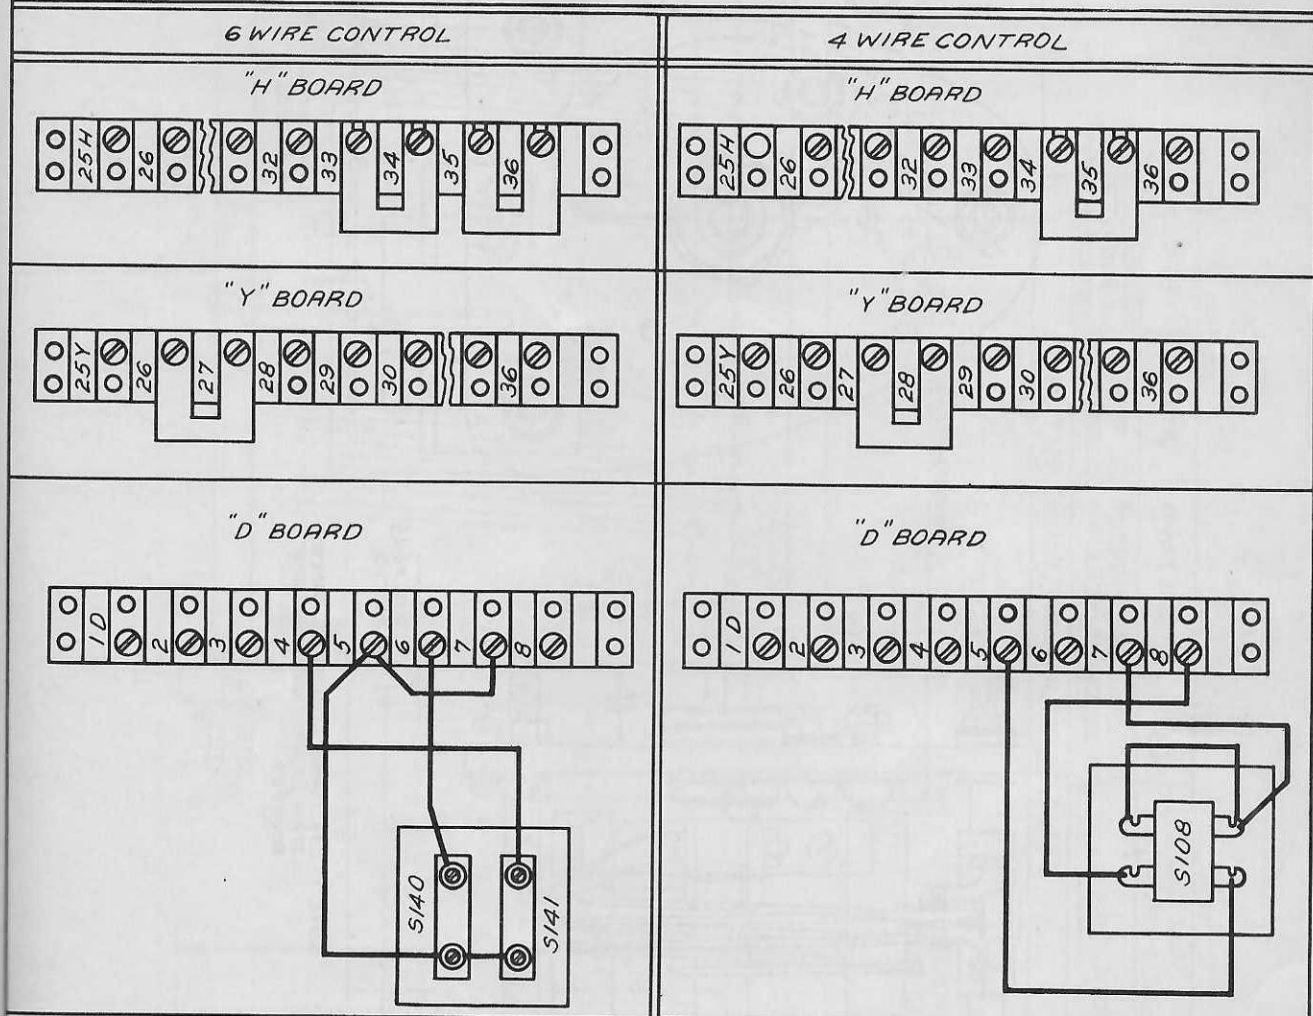 6 WIRE CONTROL
4 WIRE CONTROL
"H" BOARD
25H 26 32 33 34 35 36
"H" BOARD
25H 26 32 33 34 35 36
"Y" BOARD
25Y 26 27 28 29 30 36
"Y" BOARD
25Y 26 27 28 29 30 36
"D" BOARD
1D 2 3 4 5 6 7 8
S140
S141
"D" BOARD
1D 2 3 4 5 6 7 8
S108